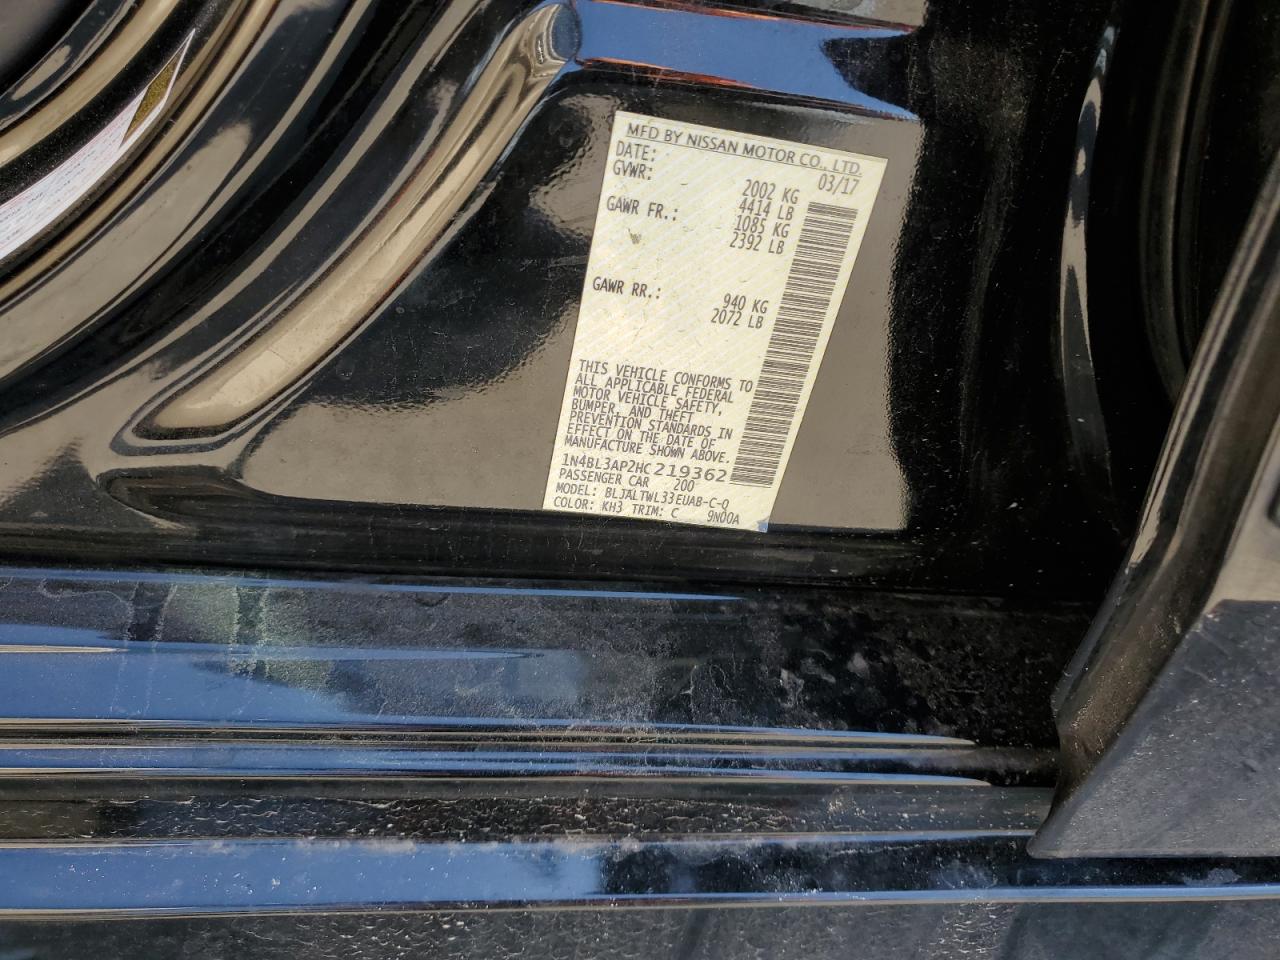 MFD BY NISSAN MOTOR CO., LTD.
DATE: 03/17
GVWR: 2002 KG
4414 LB
GAWR FR.: 1085 KG
2392 LB
GAWR RR.: 940 KG
2072 LB
THIS VEHICLE CONFORMS TO
ALL APPLICABLE FEDERAL
MOTOR VEHICLE SAFETY,
BUMPER, AND THEFT
PREVENTION STANDARDS IN
EFFECT ON THE DATE OF
MANUFACTURE SHOWN ABOVE.
1N4BL3AP2HC219362
PASSENGER CAR 200
MODEL: BLJALTWL33EUAB-C-Q
COLOR: KH3 TRIM: C 9N00A